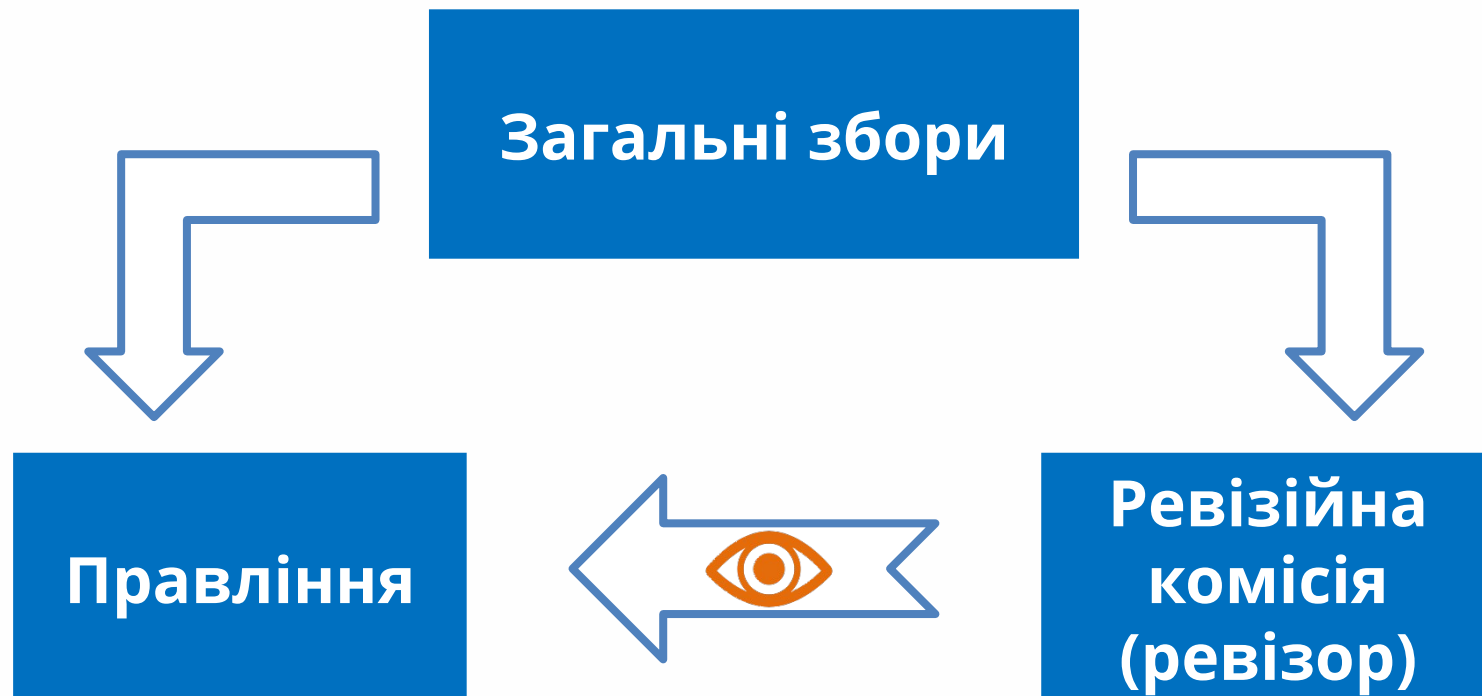 Загальні збори
Правління
Ревізійна
комісія
(ревізор)